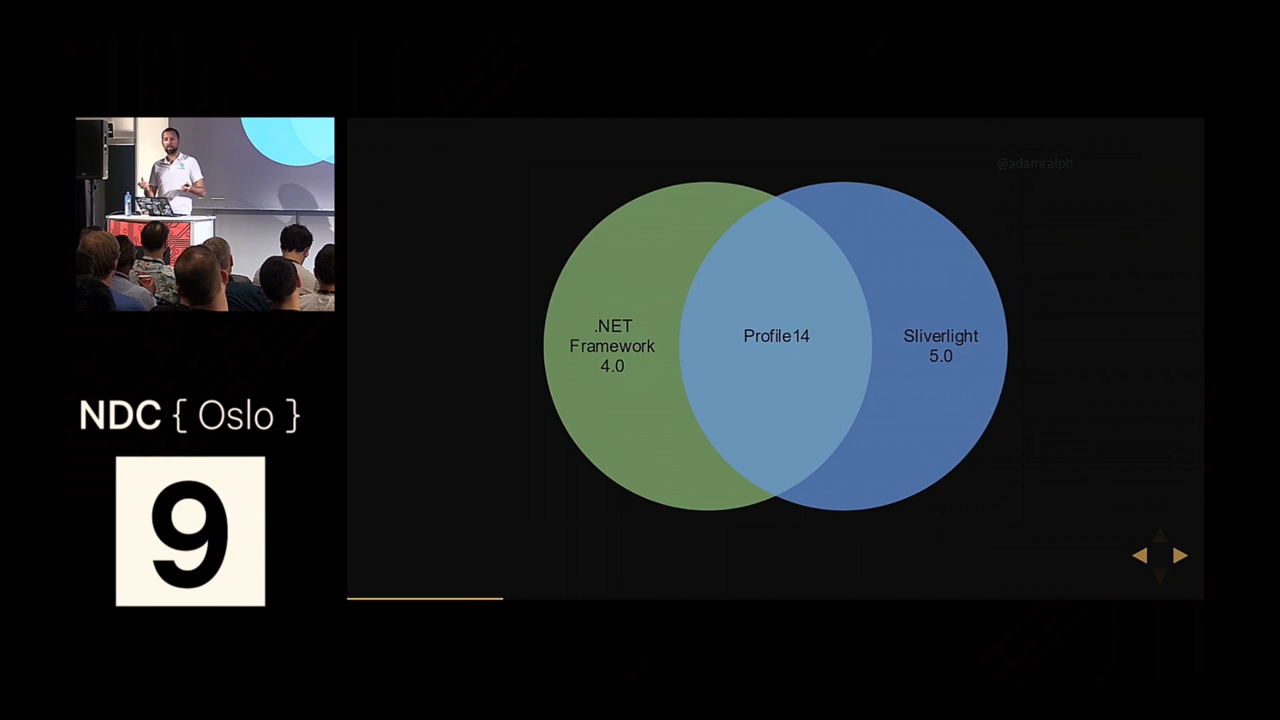 @adamralph
.NET
Framework
4.0
Profile14
Sliverlight
5.0
NDC { Oslo }
9